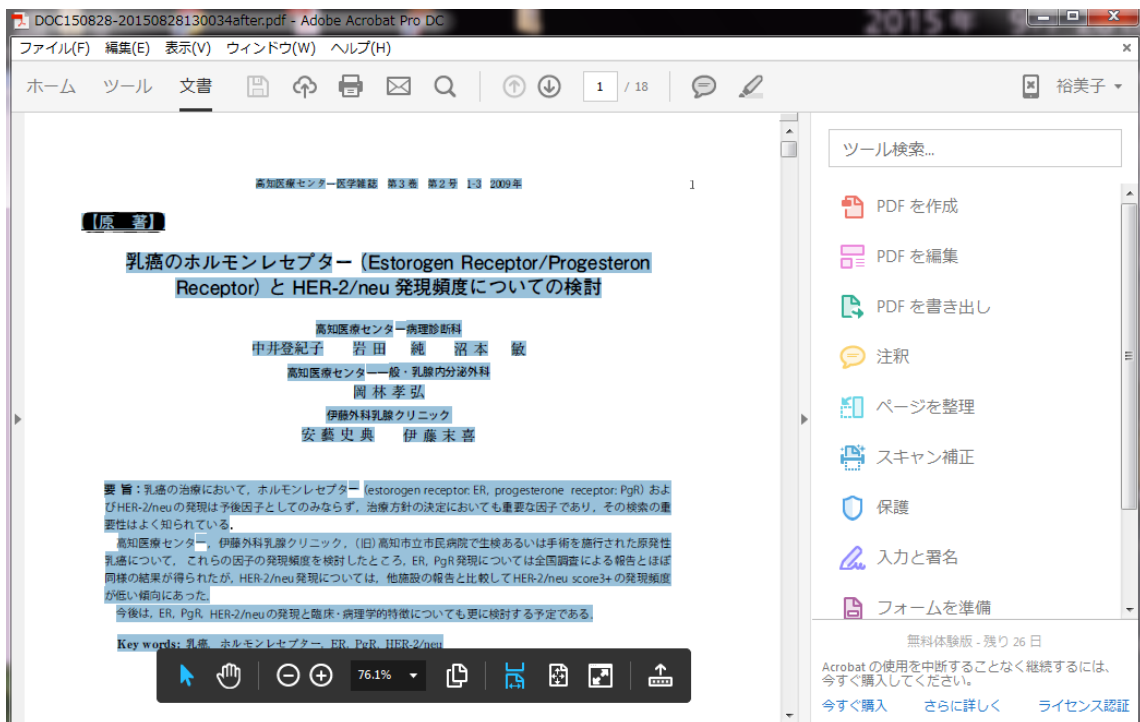 DOC150828-20150828130034after.pdf - Adobe Acrobat Pro DC
ファイル(F) 編集(E) 表示(V) ウィンドウ(W) ヘルプ(H)
ホーム ツール 文書 1 / 18 裕美子
高知医療センター医学雑誌 第3巻 第2号 1-3 2009年 1
【原 著】
乳癌のホルモンレセプター(Estorogen Receptor/Progesteron
Receptor)と HER-2/neu 発現頻度についての検討
高知医療センター病理診断科
中井登紀子 岩田 純 沼本 敏
高知医療センター一般・乳腺内分泌外科
岡林孝弘
伊藤外科乳腺クリニック
安藝史典 伊藤末喜
要 旨:乳癌の治療において,ホルモンレセプター(estorogen receptor: ER, progesterone receptor: PgR)およ
びHER-2/neuの発現は予後因子としてのみならず,治療方針の決定においても重要な因子であり,その検索の重
要性はよく知られている.
高知医療センター,伊藤外科乳腺クリニック,(旧)高知市立市民病院で生検あるいは手術を施行された原発性
乳癌について,これらの因子の発現頻度を検討したところ,ER, PgR発現については全国調査による報告とほぼ
同様の結果が得られたが,HER-2/neu発現については,他施設の報告と比較してHER-2/neu score3+の発現頻度
が低い傾向にあった.
今後は,ER, PgR, HER-2/neuの発現と臨床・病理学的特徴についても更に検討する予定である.
Key words: 乳癌,ホルモンレセプター,ER, PgR, HER-2/neu
76.1%
ツール検索...
PDF を作成
PDF を編集
PDF を書き出し
注釈
ページを整理
スキャン補正
保護
入力と署名
フォームを準備
無料体験版 - 残り 26 日
Acrobat の使用を中断することなく継続するには、
今すぐ購入してください。
今すぐ購入 さらに詳しく ライセンス認証